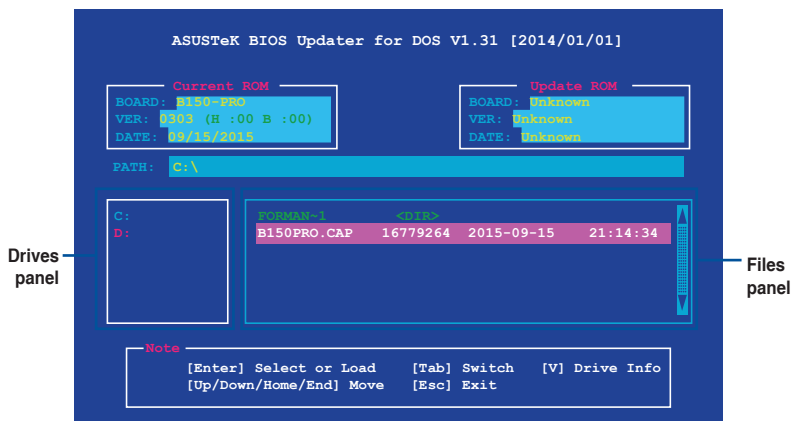 ASUSTeK BIOS Updater for DOS V1.31 [2014/01/01]
Current ROM
BOARD: B150-PRO
VER: 0303 (H :00 B :00)
DATE: 09/15/2015
Update ROM
BOARD: Unknown
VER: Unknown
DATE: Unknown
PATH: C:\
Drives panel
C:
D:
FORMAN~1 <DIR>
B150PRO.CAP 16779264 2015-09-15 21:14:34
Files panel
Note
[Enter] Select or Load [Tab] Switch [V] Drive Info
[Up/Down/Home/End] Move [Esc] Exit